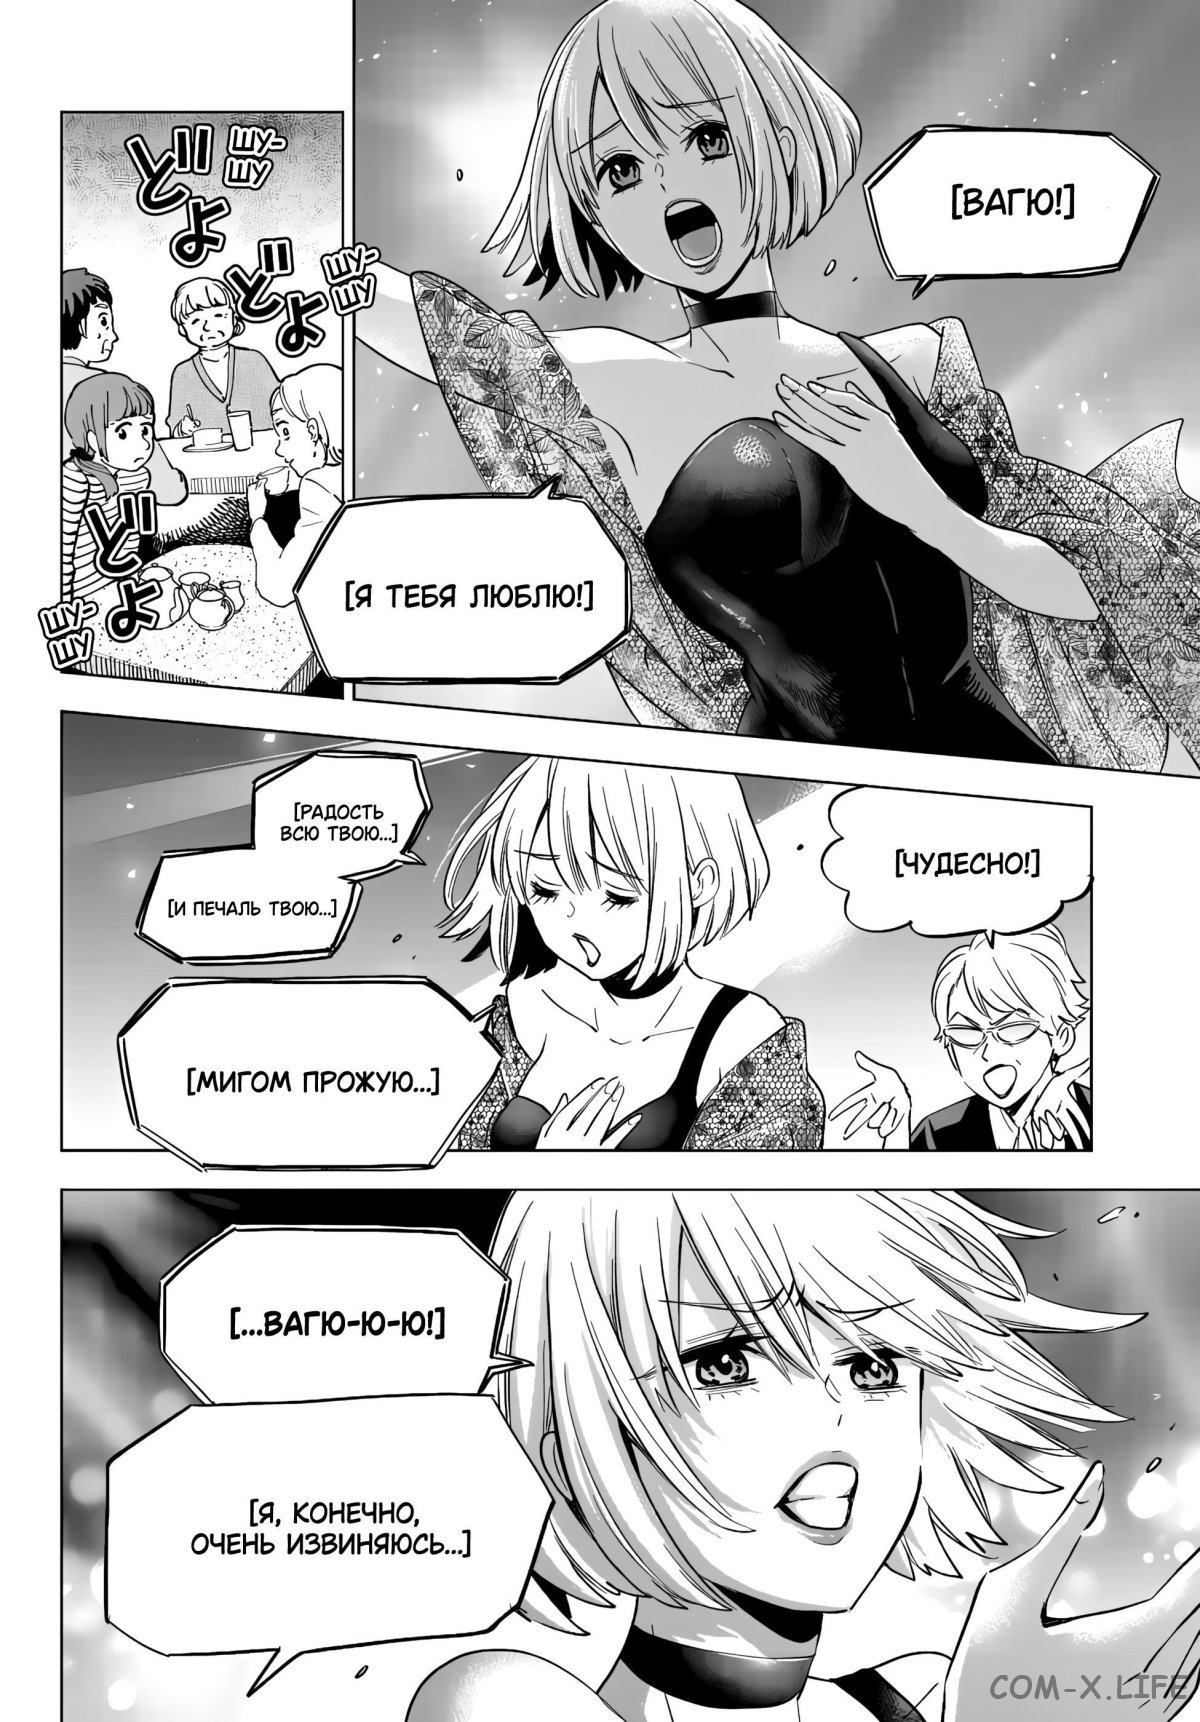 [ВАГЮ!]
ШУ-
ШУ
どよ
ШУ-
ШУ
どよ
[Я ТЕБЯ ЛЮБЛЮ!]
どよ
ШУ-
ШУ
[ЧУДЕСНО!]
[РАДОСТЬ
ВСЮ ТВОЮ...]
[И ПЕЧАЛЬ ТВОЮ...]
[МИГОМ ПРОЖУЮ...]
[...ВАГЮ-Ю-Ю!]
[Я, КОНЕЧНО,
ОЧЕНЬ ИЗВИНЯЮСЬ...]
COM-X.LIFE